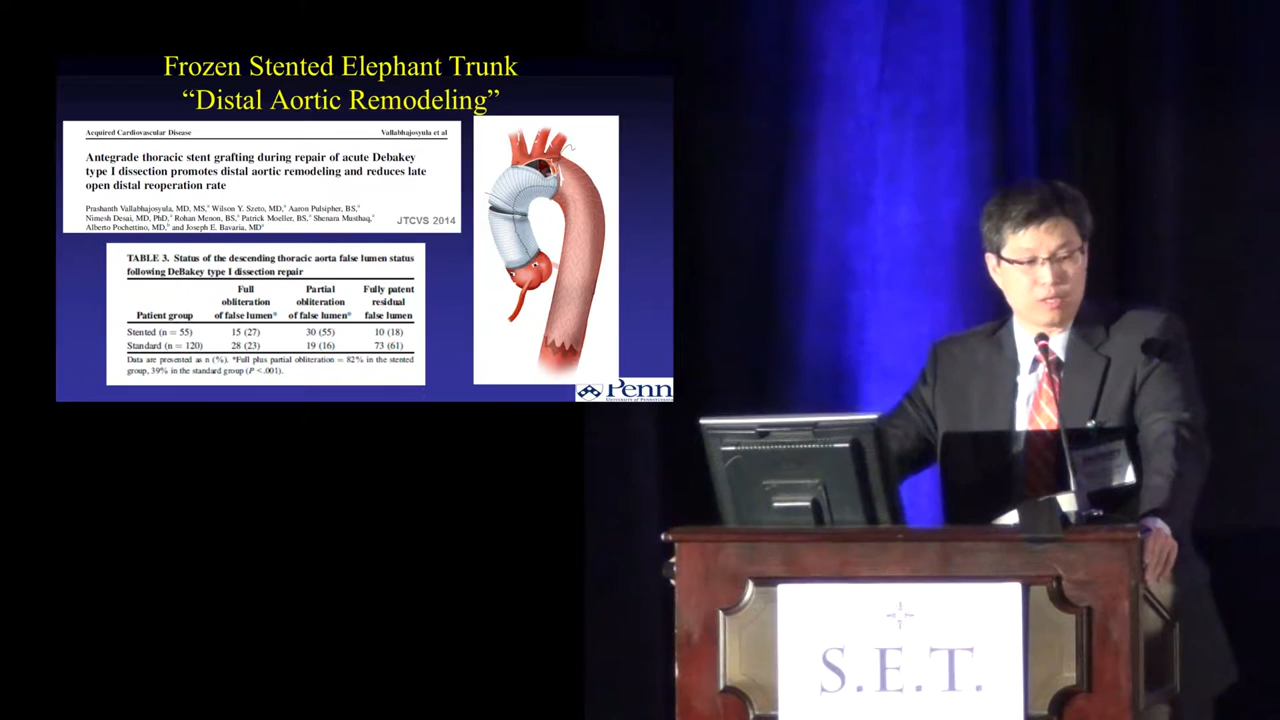 Frozen Stented Elephant Trunk
“Distal Aortic Remodeling”
Acquired Cardiovascular Disease Vallabhajosyula et al
Antegrade thoracic stent grafting during repair of acute Debakey
type I dissection promotes distal aortic remodeling and reduces late
open distal reoperation rate
Prashanth Vallabhajosyula, MD, MS,a Wilson Y. Szeto, MD,a Aaron Pulsipher, BS,a
Nimesh Desai, MD, PhD,a Rohan Menon, BS,a Patrick Moeller, BS,a Shenara Musthaq,c
Alberto Pochettino, MD,b and Joseph E. Bavaria, MDa
JTCVS 2014
TABLE 3. Status of the descending thoracic aorta false lumen status
following DeBakey type I dissection repair
Full Partial Fully patent
obliteration obliteration residual
Patient group of false lumen* of false lumen* false lumen
Stented (n = 55) 15 (27) 30 (55) 10 (18)
Standard (n = 120) 28 (23) 19 (16) 73 (61)
Data are presented as n (%). *Full plus partial obliteration = 82% in the stented
group, 39% in the standard group (P <.001).
Penn
University of Pennsylvania
S.E.T.